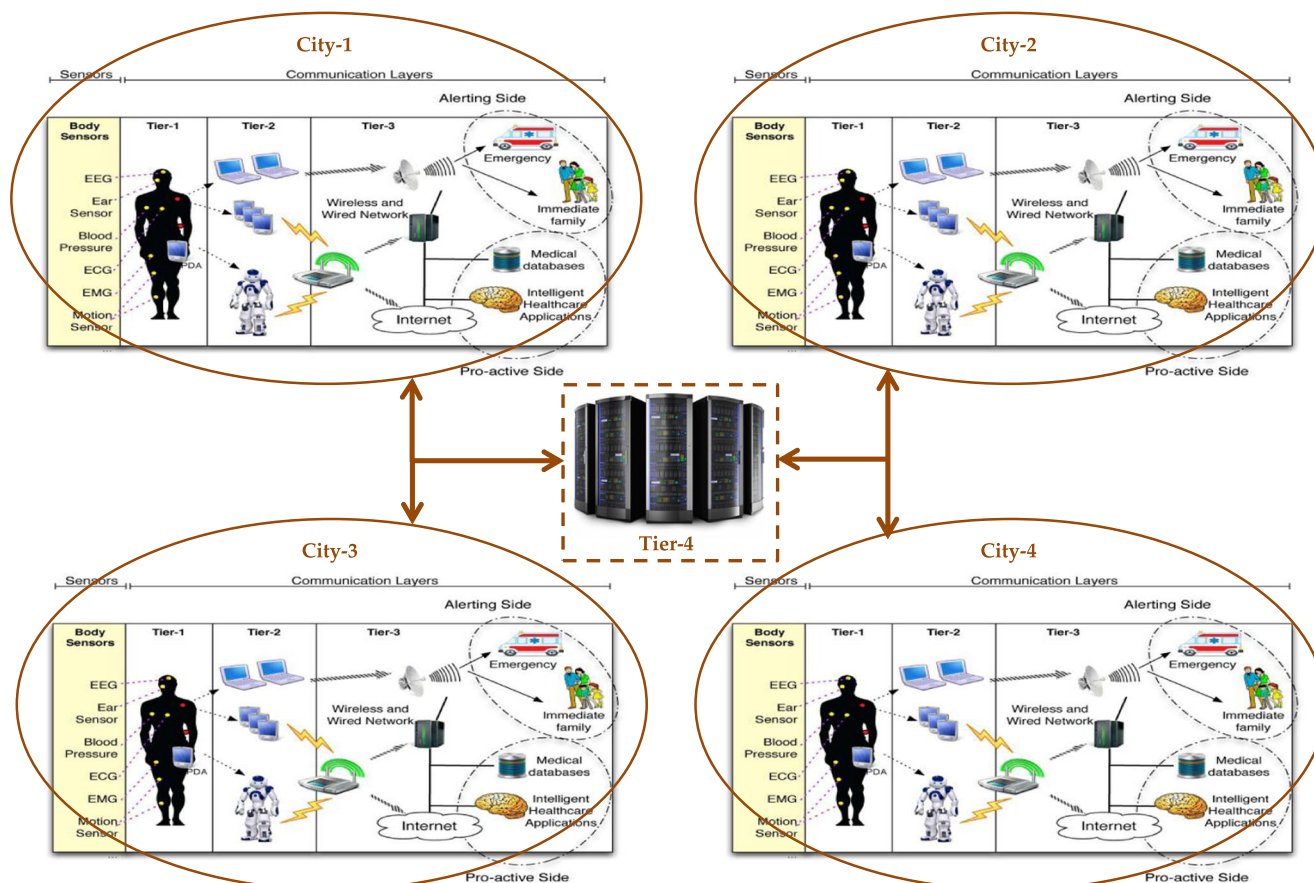 City-1
Sensors
Communication Layers
Alerting Side
Body
Sensors
Tier-1
Tier-2
Tier-3
EEG
Ear
Sensor
Blood
Pressure
ECG
EMG
Motion
Sensor
...
PDA
Wireless and
Wired Network
Emergency
Immediate
family
Medical
databases
Intelligent
Healthcare
Applications
Internet
Pro-active Side
City-2
Sensors
Communication Layers
Alerting Side
Body
Sensors
Tier-1
Tier-2
Tier-3
EEG
Ear
Sensor
Blood
Pressure
ECG
EMG
Motion
Sensor
...
PDA
Wireless and
Wired Network
Emergency
Immediate
family
Medical
databases
Intelligent
Healthcare
Applications
Internet
Pro-active Side
Tier-4
City-3
Sensors
Communication Layers
Alerting Side
Body
Sensors
Tier-1
Tier-2
Tier-3
EEG
Ear
Sensor
Blood
Pressure
ECG
EMG
Motion
Sensor
...
PDA
Wireless and
Wired Network
Emergency
Immediate
family
Medical
databases
Intelligent
Healthcare
Applications
Internet
Pro-active Side
City-4
Sensors
Communication Layers
Alerting Side
Body
Sensors
Tier-1
Tier-2
Tier-3
EEG
Ear
Sensor
Blood
Pressure
ECG
EMG
Motion
Sensor
...
PDA
Wireless and
Wired Network
Emergency
Immediate
family
Medical
databases
Intelligent
Healthcare
Applications
Internet
Pro-active Side